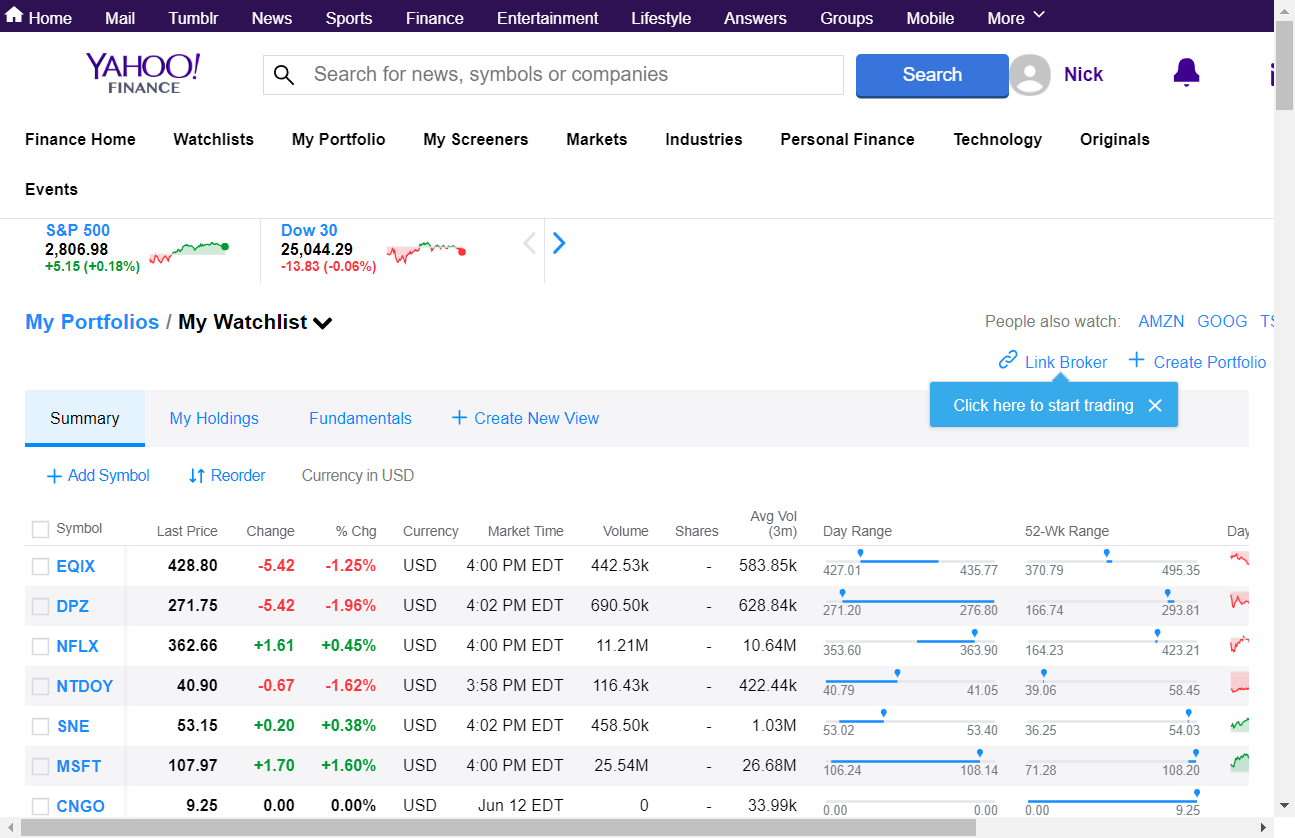 Home Mail Tumblr News Sports Finance Entertainment Lifestyle Answers Groups Mobile More
YAHOO!
FINANCE
Search for news, symbols or companies
Search
Nick
Finance Home Watchlists My Portfolio My Screeners Markets Industries Personal Finance Technology Originals
Events
S&P 500
2,806.98
+5.15 (+0.18%)
Dow 30
25,044.29
-13.83 (-0.06%)
My Portfolios / My Watchlist
People also watch: AMZN GOOG
Link Broker + Create Portfolio
Click here to start trading
Summary My Holdings Fundamentals + Create New View
+ Add Symbol Reorder Currency in USD
Symbol Last Price Change % Chg Currency Market Time Volume Shares Avg Vol (3m) Day Range 52-Wk Range Day
EQIX 428.80 -5.42 -1.25% USD 4:00 PM EDT 442.53k - 583.85k 427.01 435.77 370.79 495.35
DPZ 271.75 -5.42 -1.96% USD 4:02 PM EDT 690.50k - 628.84k 271.20 276.80 166.74 293.81
NFLX 362.66 +1.61 +0.45% USD 4:00 PM EDT 11.21M - 10.64M 353.60 363.90 164.23 423.21
NTDOY 40.90 -0.67 -1.62% USD 3:58 PM EDT 116.43k - 422.44k 40.79 41.05 39.06 58.45
SNE 53.15 +0.20 +0.38% USD 4:02 PM EDT 458.50k - 1.03M 53.02 53.40 36.25 54.03
MSFT 107.97 +1.70 +1.60% USD 4:00 PM EDT 25.54M - 26.68M 106.24 108.14 71.28 108.20
CNGO 9.25 0.00 0.00% USD Jun 12 EDT 0 - 33.99k 0.00 0.00 0.00 9.25